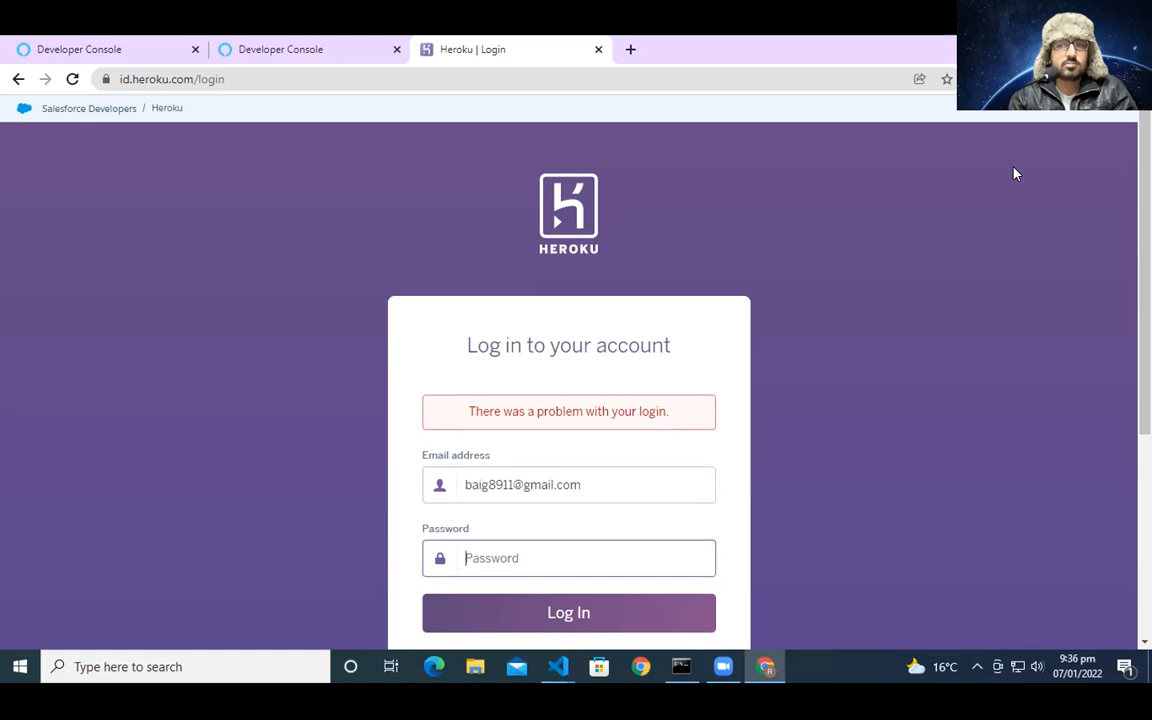 Developer Console
Developer Console
Heroku | Login
id.heroku.com/login
Salesforce Developers / Heroku
HEROKU
Log in to your account
There was a problem with your login.
Email address
baig8911@gmail.com
Password
Password
Log In
Type here to search
16°C
9:36 pm
07/01/2022
1